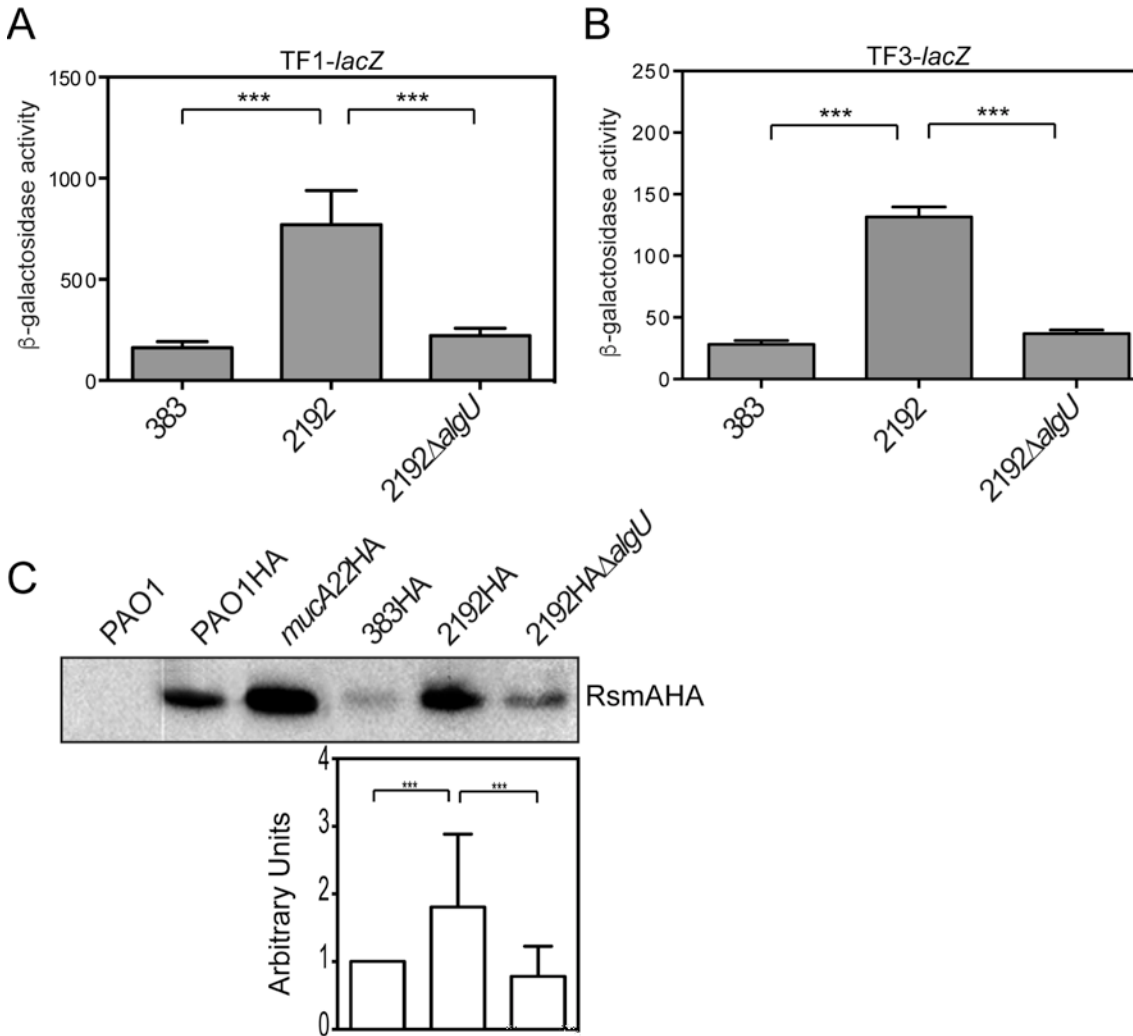 A
TF1-lacZ
1500
1000
500
0
β-galactosidase activity
***
***
383
2192
2192ΔalgU
B
TF3-lacZ
250
200
150
100
50
0
β-galactosidase activity
***
***
383
2192
2192ΔalgU
C
PAO1
PAO1HA
mucA22HA
383HA
2192HA
2192HAΔalgU
RsmAHA
4
3
2
1
0
Arbitrary Units
***
***